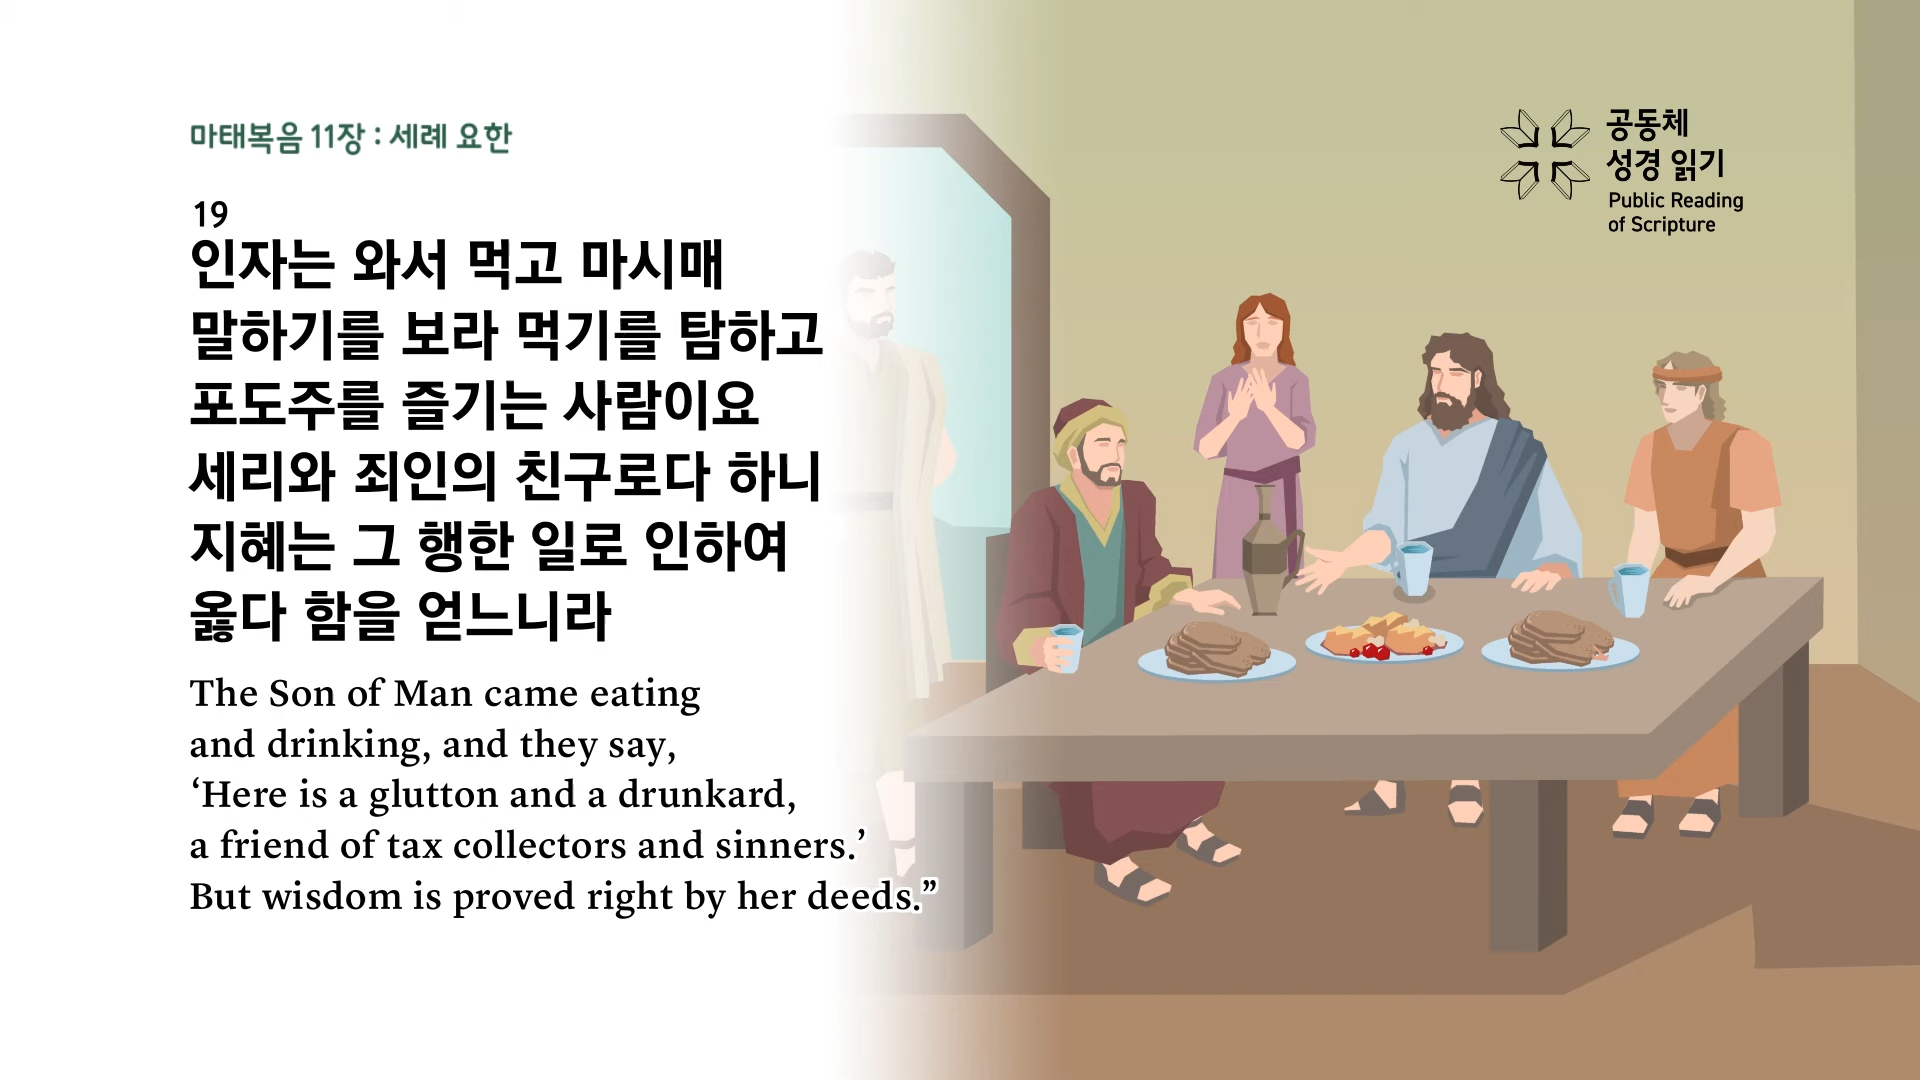 마태복음 11장 : 세례 요한
19
인자는 와서 먹고 마시매
말하기를 보라 먹기를 탐하고
포도주를 즐기는 사람이요
세리와 죄인의 친구로다 하니
지혜는 그 행한 일로 인하여
옳다 함을 얻느니라
The Son of Man came eating
and drinking, and they say,
‘Here is a glutton and a drunkard,
a friend of tax collectors and sinners.’
But wisdom is proved right by her deeds.”
공동체
성경 읽기
Public Reading
of Scripture